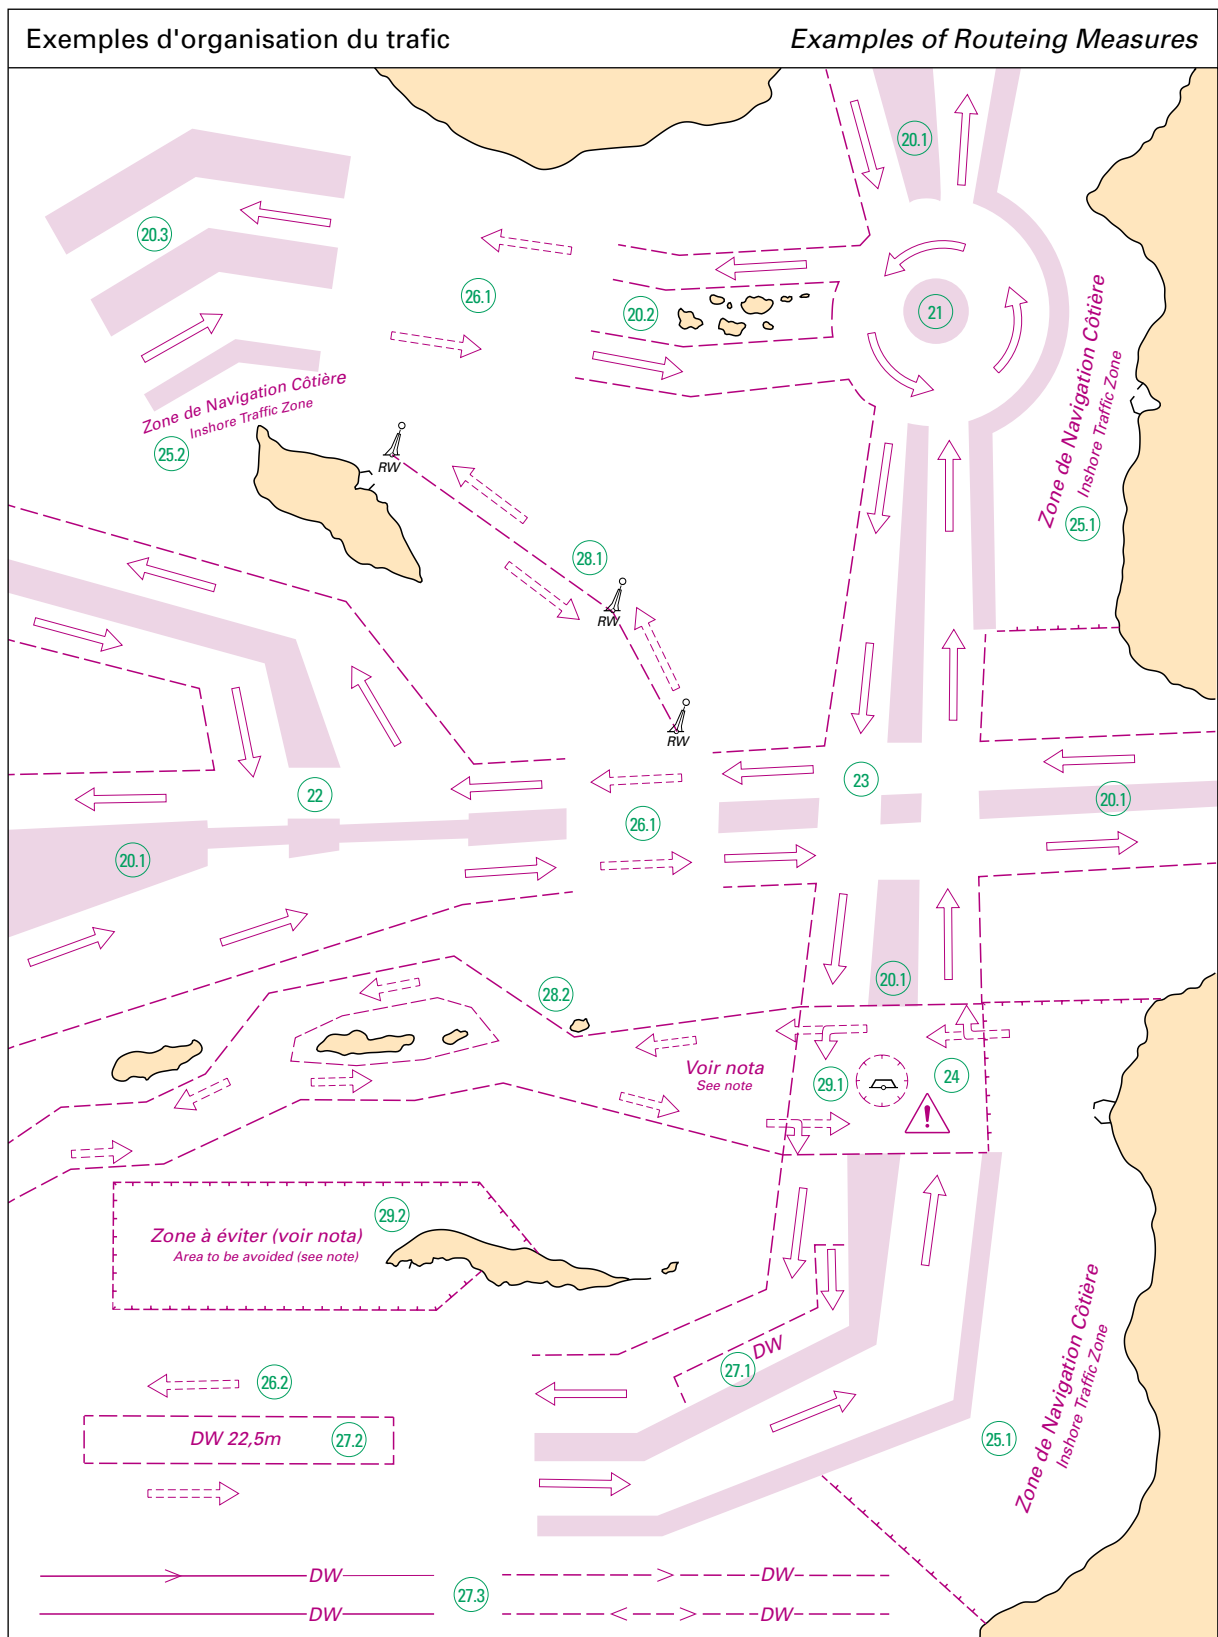 Exemples d'organisation du trafic
Examples of Routeing Measures
20.1
20.3
26.1
20.2
21
Zone de Navigation Côtière
Inshore Traffic Zone
25.1
Zone de Navigation Côtière
Inshore Traffic Zone
25.2
RW
28.1
RW
RW
22
23
20.1
26.1
20.1
20.1
28.2
Voir nota
See note
29.1
24
!
29.2
Zone à éviter (voir nota)
Area to be avoided (see note)
DW
27.1
26.2
DW 22,5m
27.2
Zone de Navigation Côtière
Inshore Traffic Zone
25.1
DW
DW
27.3
DW
DW